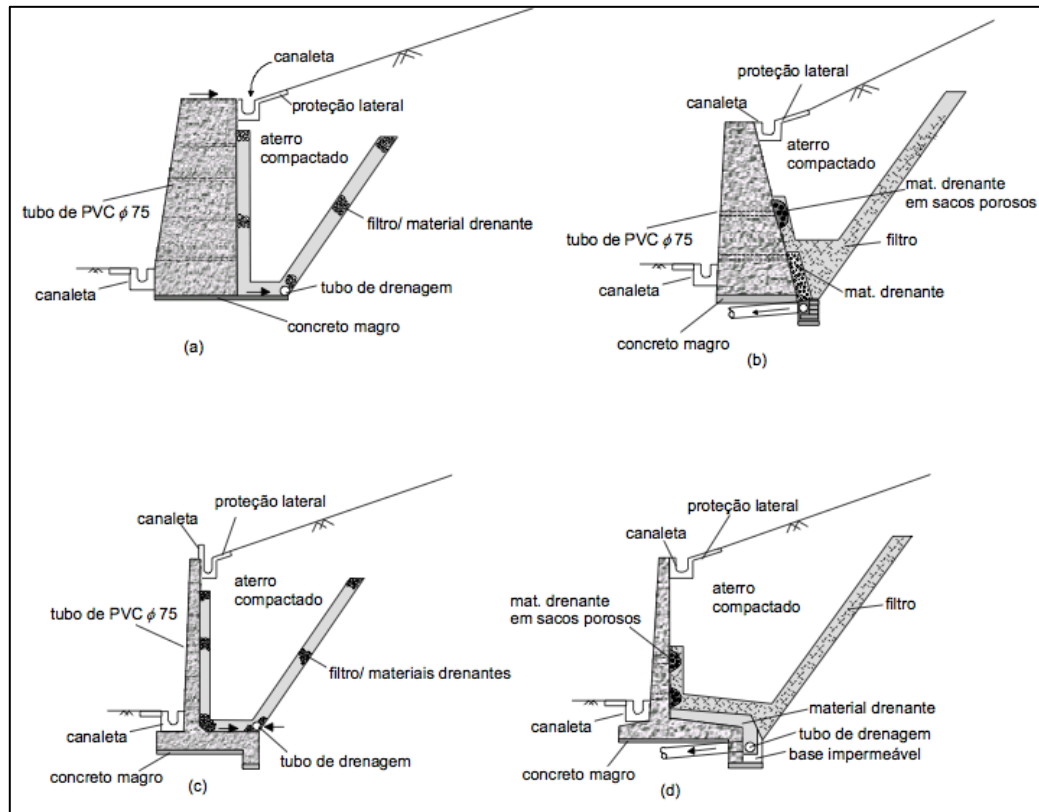 canaleta
proteção lateral
aterro
compactado
tubo de PVC ϕ 75
filtro/ material drenante
canaleta
tubo de drenagem
concreto magro
(a)
proteção lateral
canaleta
aterro
compactado
mat. drenante
em sacos porosos
tubo de PVC ϕ 75
filtro
canaleta
mat. drenante
concreto magro
(b)
proteção lateral
canaleta
aterro
compactado
tubo de PVC ϕ 75
filtro/ materiais drenantes
canaleta
tubo de drenagem
concreto magro
(c)
proteção lateral
canaleta
aterro
compactado
mat. drenante
em sacos porosos
filtro
canaleta
material drenante
tubo de drenagem
concreto magro
base impermeável
(d)